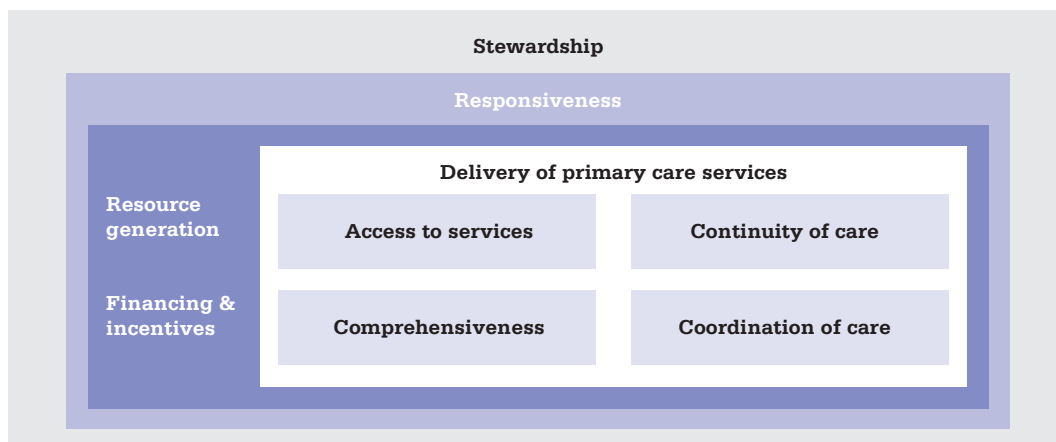 Stewardship
Responsiveness
Delivery of primary care services
Resource
generation
Access to services
Continuity of care
Financing &
incentives
Comprehensiveness
Coordination of care